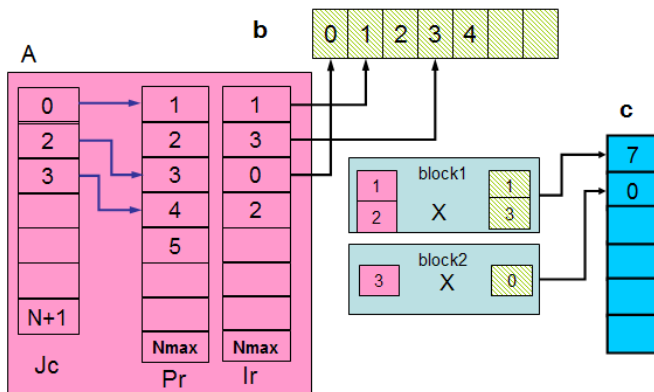 b
0 1 2 3 4
A
0 1 1
2 2 3
3 3 0
4 2
5
N+1
Nmax Nmax
Jc Pr Ir
block1
1 X 1
2 3
block2
3 X 0
c
7
0